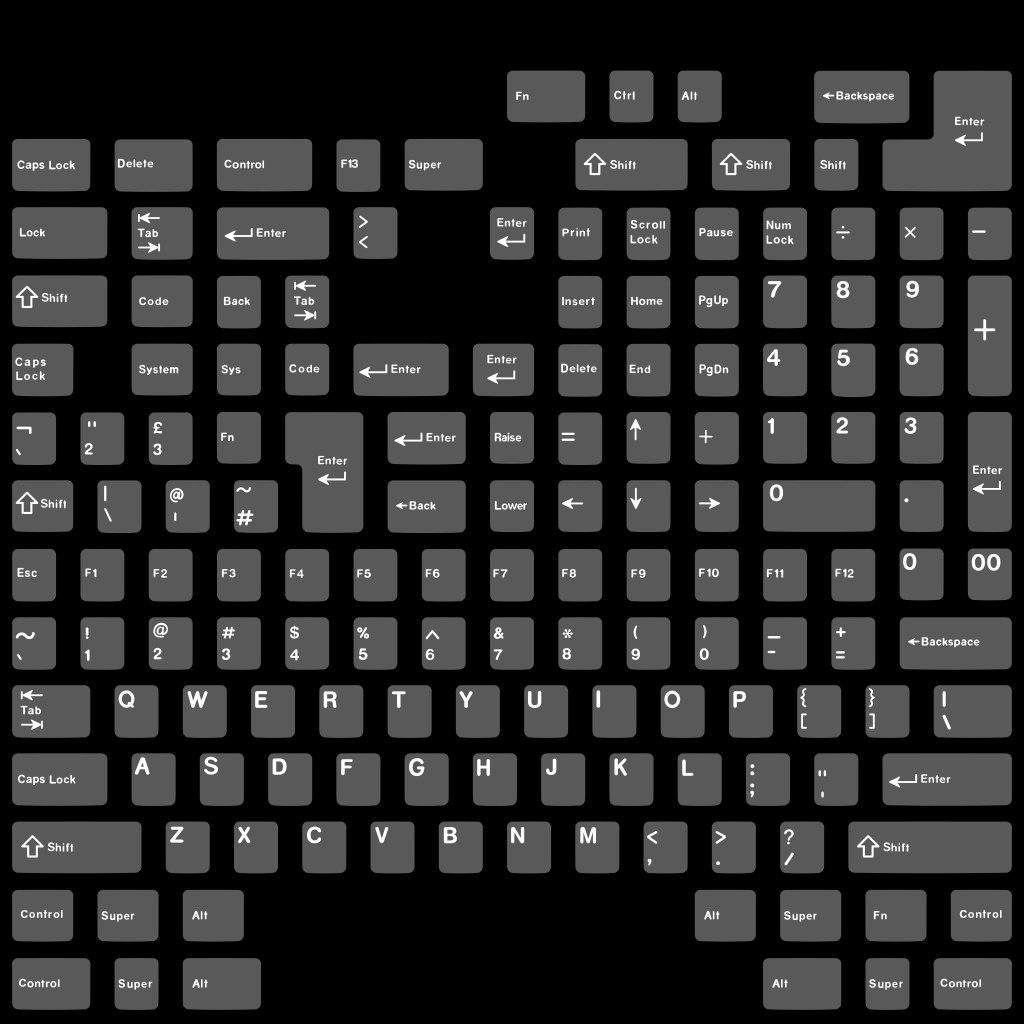 Fn Ctrl Alt ←Backspace Enter
Caps Lock Delete Control F13 Super Shift Shift Shift
Lock Tab Enter > < Enter Print Scroll Lock Pause Num Lock ÷ × −
Shift Code Back Tab Insert Home PgUp 7 8 9 +
Caps Lock System Sys Code Enter Enter Delete End PgDn 4 5 6
¬ ` " 2 £ 3 Fn Enter Enter Raise = ↑ + 1 2 3 Enter
Shift | \ @ ' ~ # ←Back Lower ← ↓ → 0 .
Esc F1 F2 F3 F4 F5 F6 F7 F8 F9 F10 F11 F12 0 00
~ ` ! 1 @ 2 # 3 $ 4 % 5 ^ 6 & 7 * 8 ( 9 ) 0 _ - + = ←Backspace
Tab Q W E R T Y U I O P { [ } ] | \
Caps Lock A S D F G H J K L : ; " ' Enter
Shift Z X C V B N M < , > . ? / Shift
Control Super Alt Alt Super Fn Control
Control Super Alt Alt Super Control